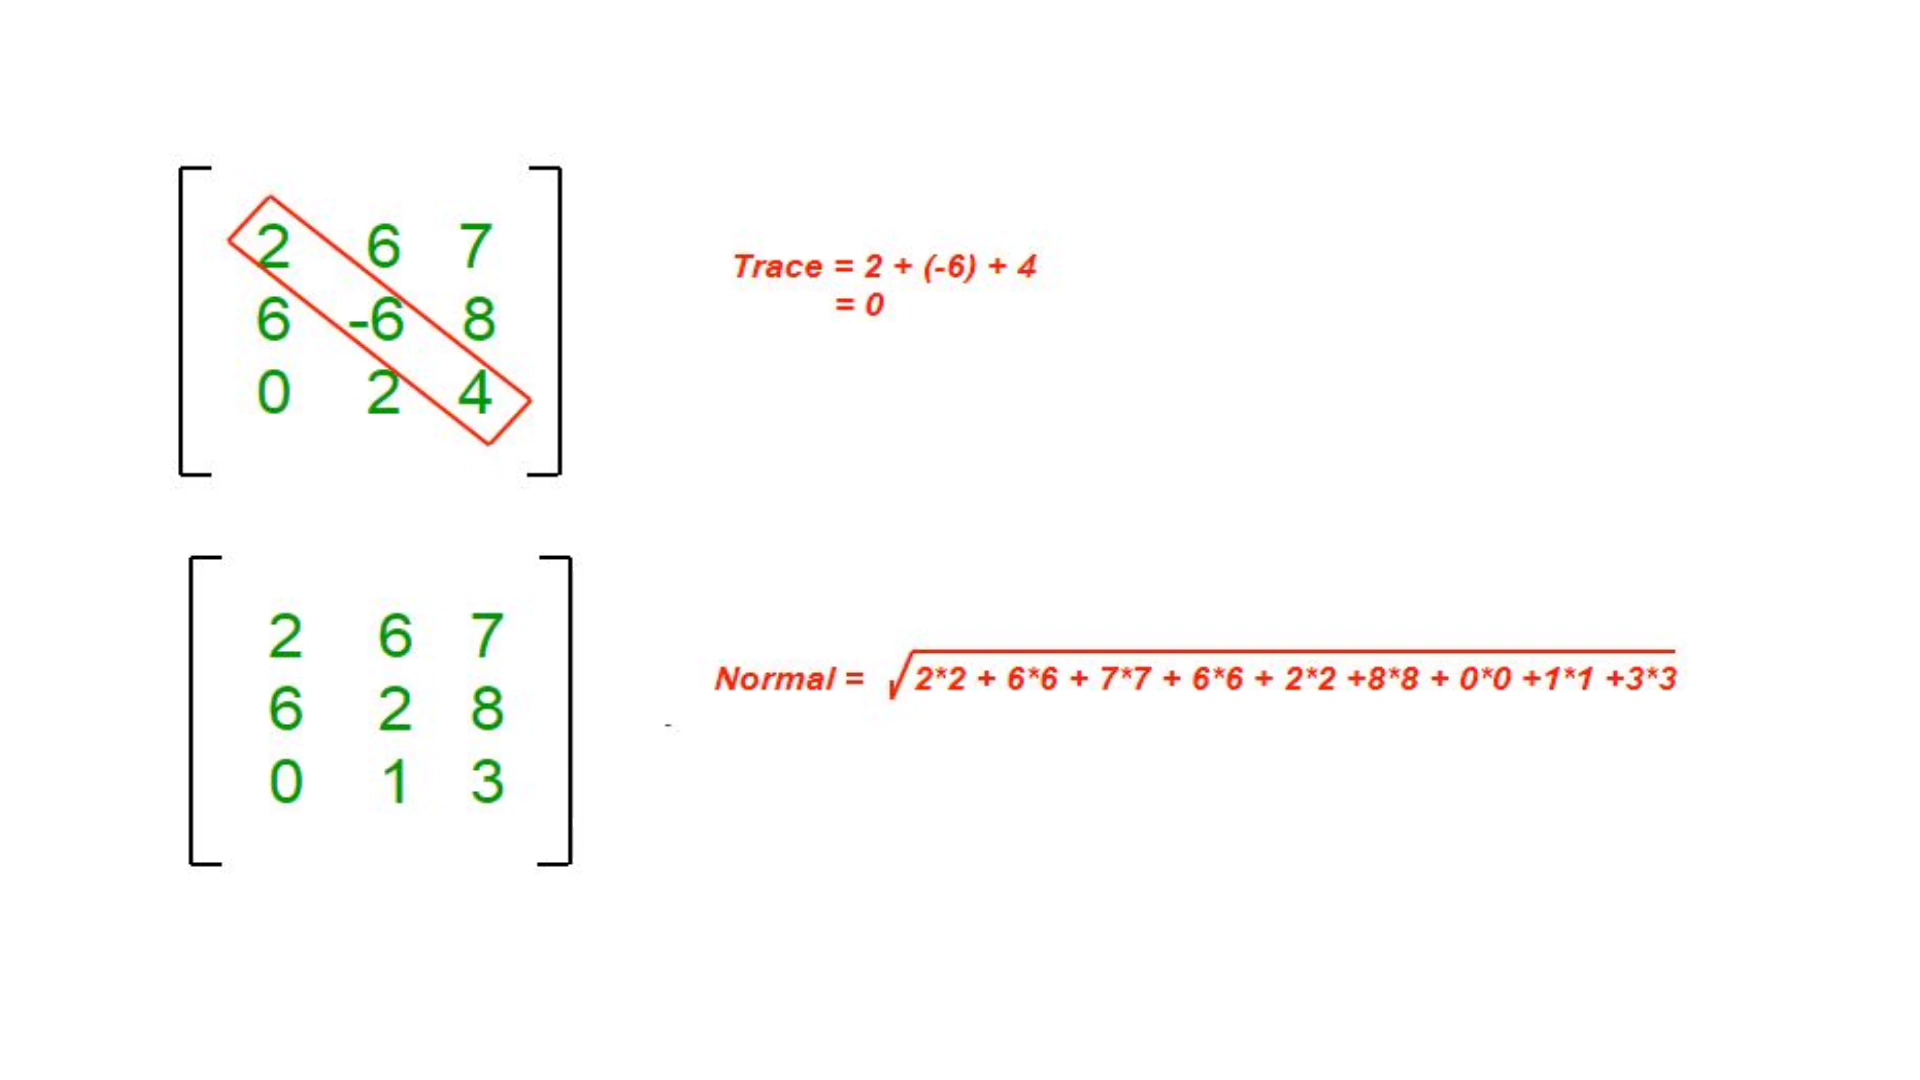 2 6 7
6 -6 8
0 2 4
Trace = 2 + (-6) + 4
= 0
2 6 7
6 2 8
0 1 3
Normal = √2*2 + 6*6 + 7*7 + 6*6 + 2*2 +8*8 + 0*0 +1*1 +3*3